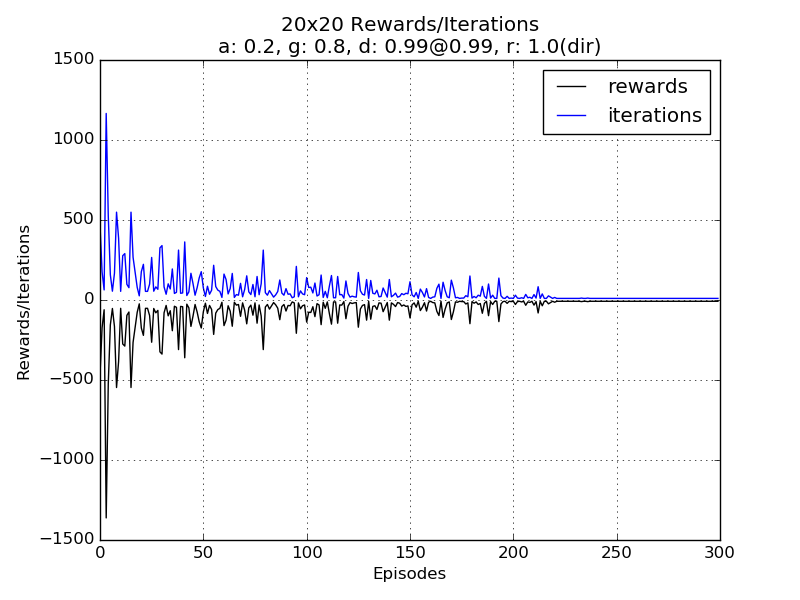 20x20 Rewards/Iterations
a: 0.2, g: 0.8, d: 0.99@0.99, r: 1.0(dir)
rewards
iterations
Rewards/Iterations
1500
1000
500
0
−500
−1000
−1500
0 50 100 150 200 250 300
Episodes